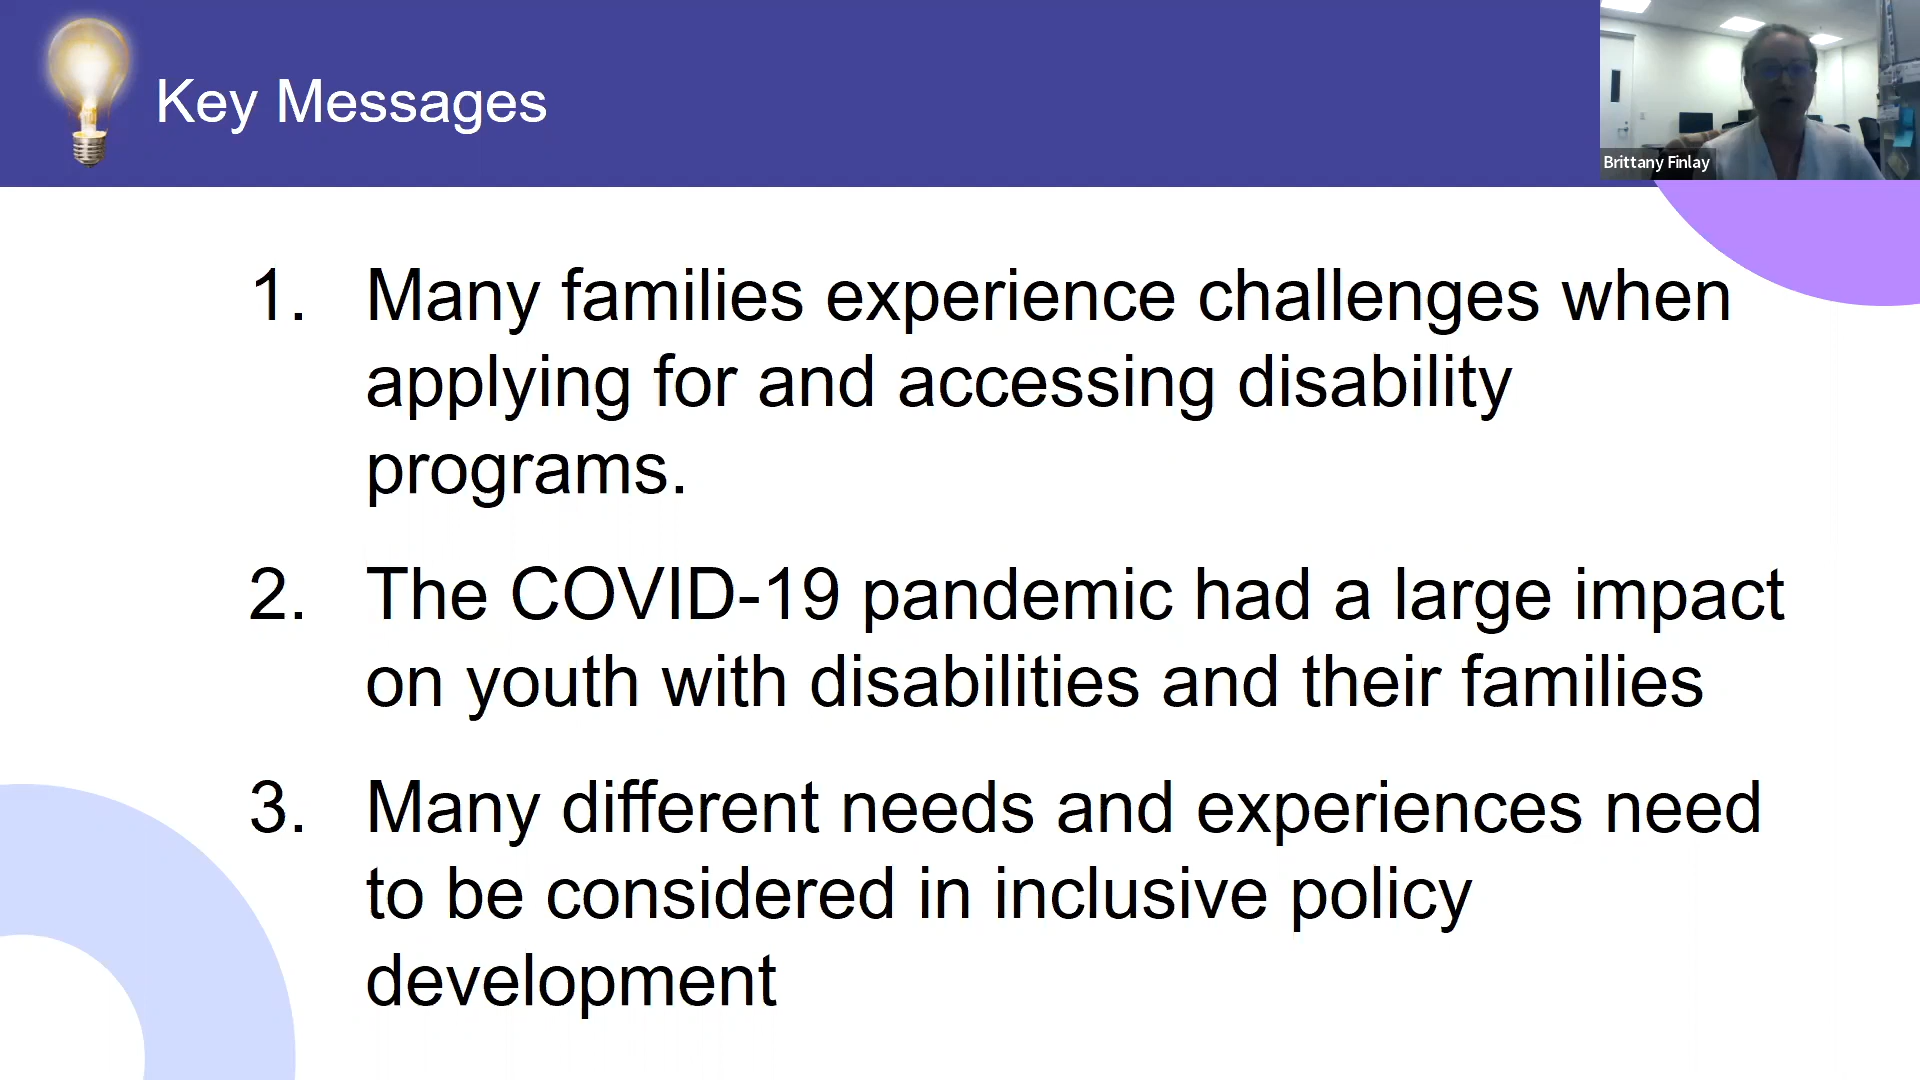 Key Messages
Brittany Finlay
1. Many families experience challenges when
applying for and accessing disability
programs.
2. The COVID-19 pandemic had a large impact
on youth with disabilities and their families
3. Many different needs and experiences need
to be considered in inclusive policy
development